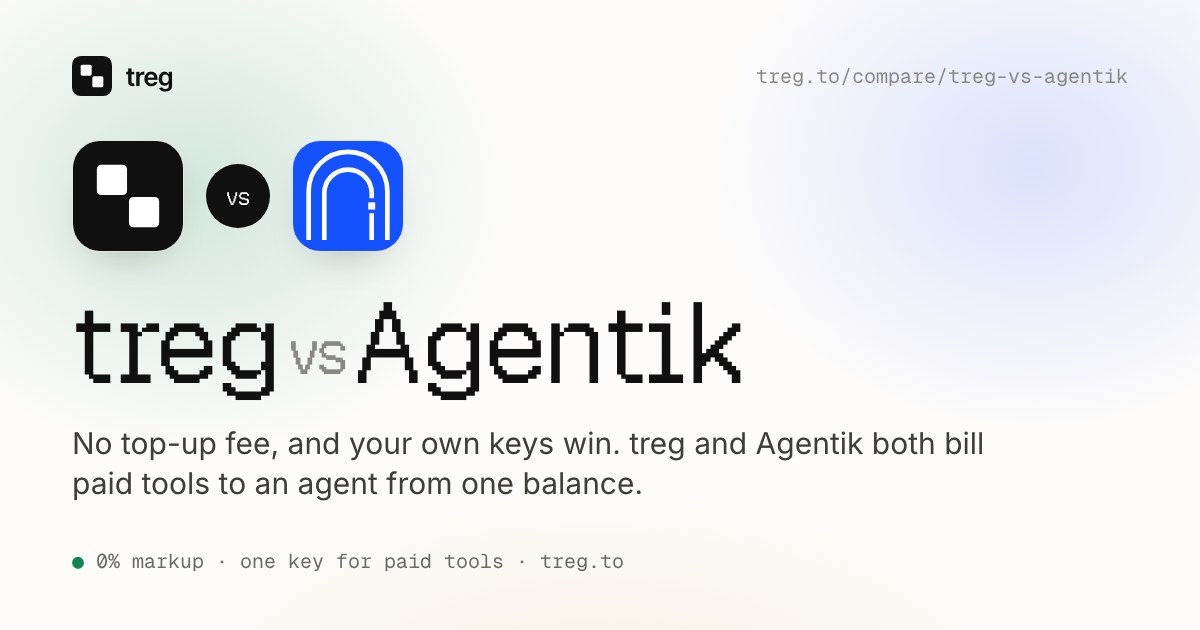 treg
treg.to/compare/treg-vs-agentik
vs
treg vs Agentik
No top-up fee, and your own keys win. treg and Agentik both bill
paid tools to an agent from one balance.
0% markup · one key for paid tools · treg.to